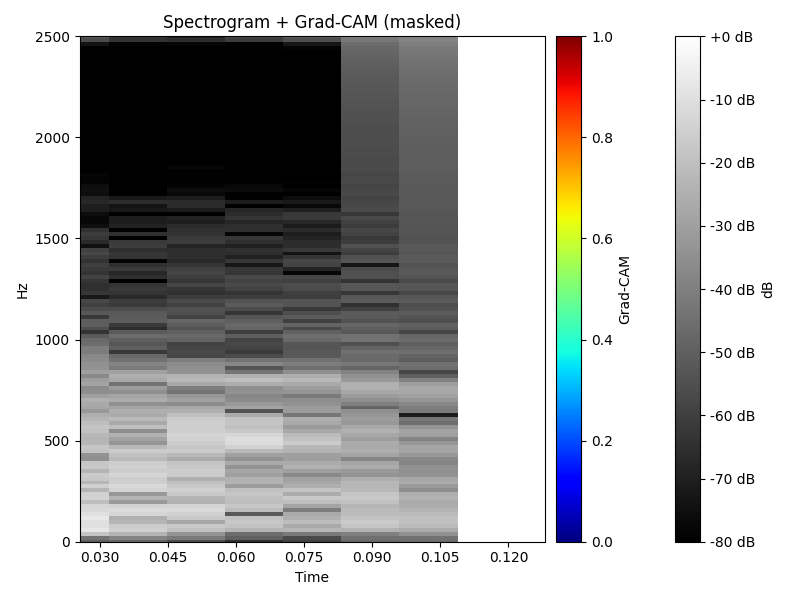 Spectrogram + Grad-CAM (masked)
2500
2000
1500
1000
500
0
Hz
0.030
0.045
0.060
0.075
0.090
0.105
0.120
Time
1.0
0.8
0.6
0.4
0.2
0.0
Grad-CAM
+0 dB
-10 dB
-20 dB
-30 dB
-40 dB
-50 dB
-60 dB
-70 dB
-80 dB
dB